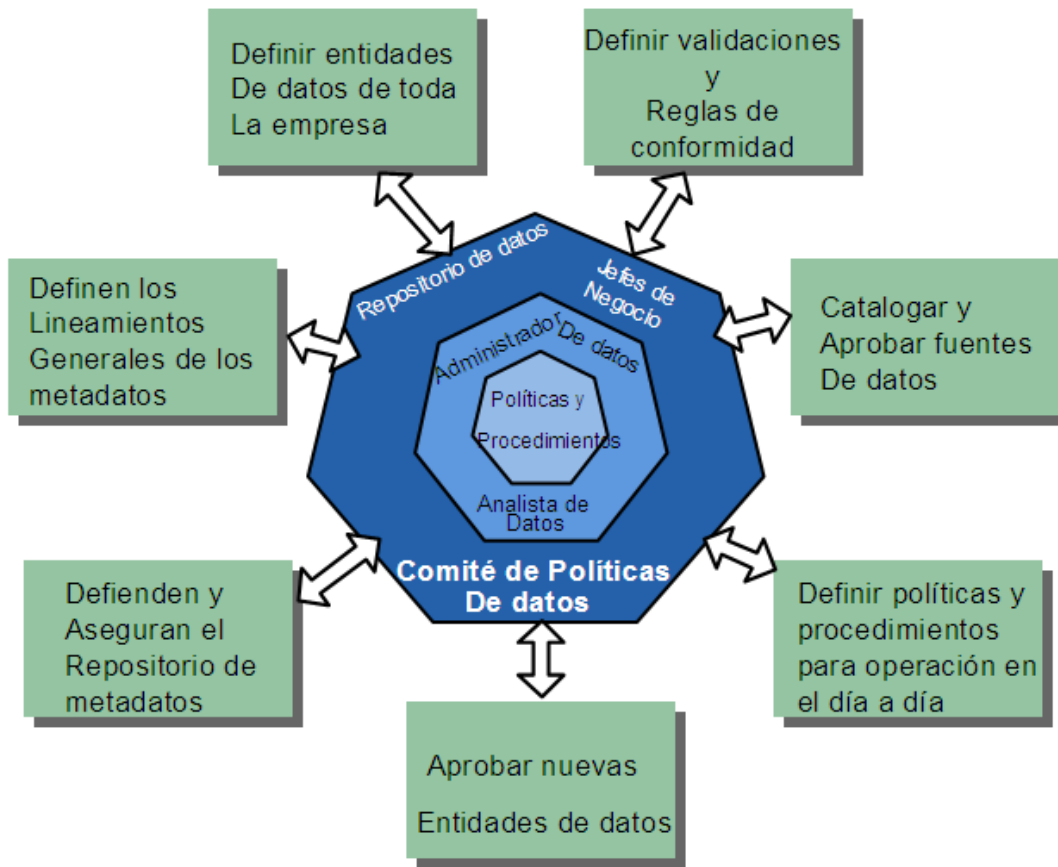 Definir entidades
De datos de toda
La empresa
Definir validaciones
y
Reglas de
conformidad
Definen los
Lineamientos
Generales de los
metadatos
Repositorio de datos
Jefes de
Negocio
Catalogar y
Aprobar fuentes
De datos
Administrador
De datos
Políticas y
Procedimientos
Analista de
Datos
Comité de Políticas
De datos
Defienden y
Aseguran el
Repositorio de
metadatos
Definir políticas y
procedimientos
para operación en
el día a día
Aprobar nuevas
Entidades de datos